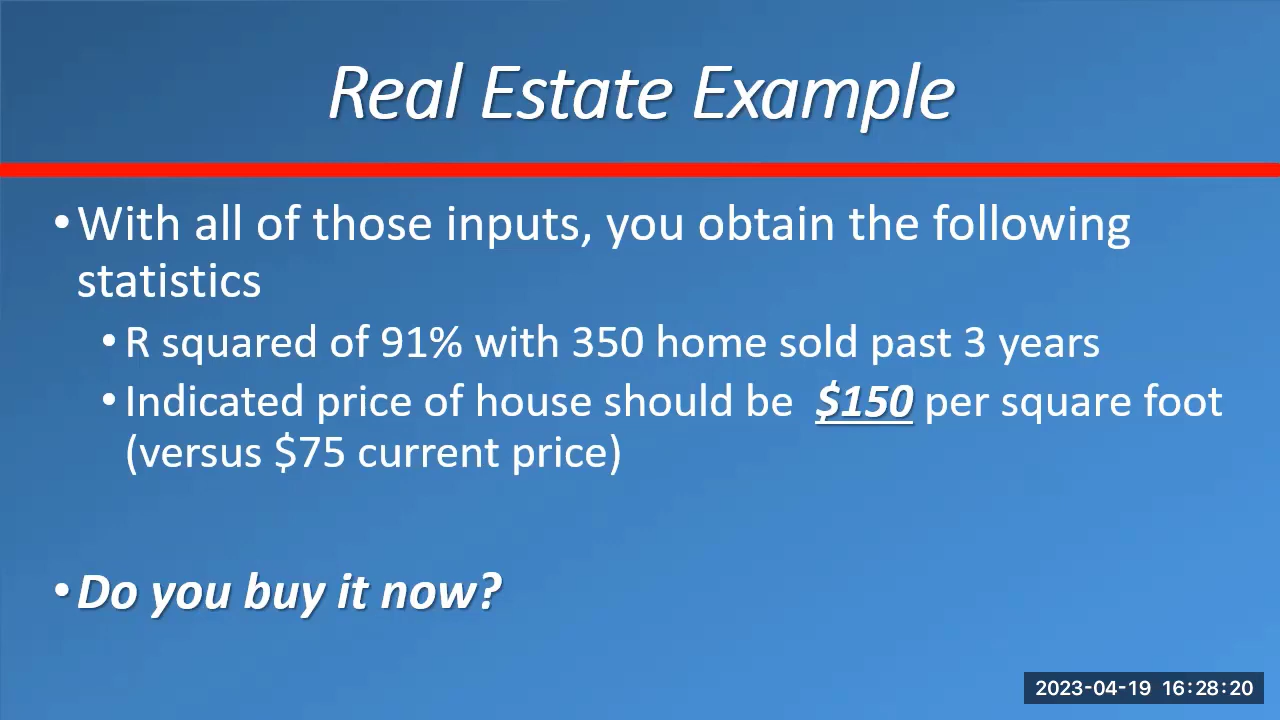 Real Estate Example
•With all of those inputs, you obtain the following
statistics
•R squared of 91% with 350 home sold past 3 years
•Indicated price of house should be $150 per square foot
(versus $75 current price)
•Do you buy it now?
2023-04-19 16:28:20